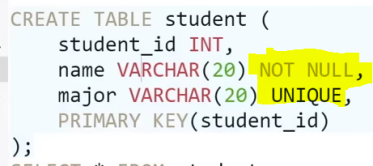 CREATE TABLE student (
student_id INT,
name VARCHAR(20) NOT NULL,
major VARCHAR(20) UNIQUE,
PRIMARY KEY(student_id)
);